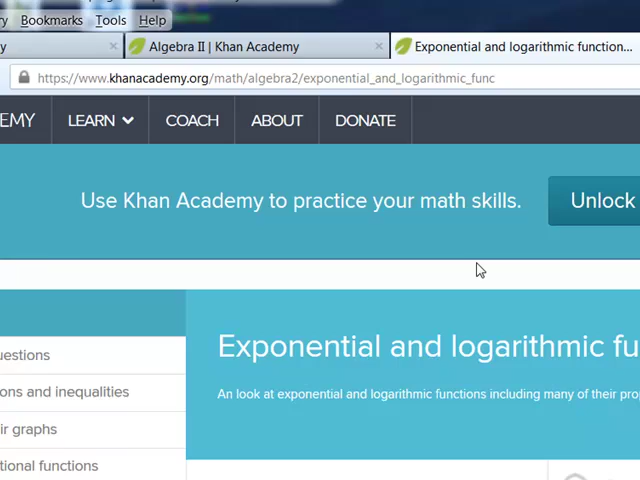 ry Bookmarks Tools Help
y Algebra II | Khan Academy Exponential and logarithmic function...
https://www.khanacademy.org/math/algebra2/exponential_and_logarithmic_func
EMY LEARN COACH ABOUT DONATE
Use Khan Academy to practice your math skills. Unlock
Exponential and logarithmic fu
An look at exponential and logarithmic functions including many of their pro
uestions
ons and inequalities
ir graphs
tional functions